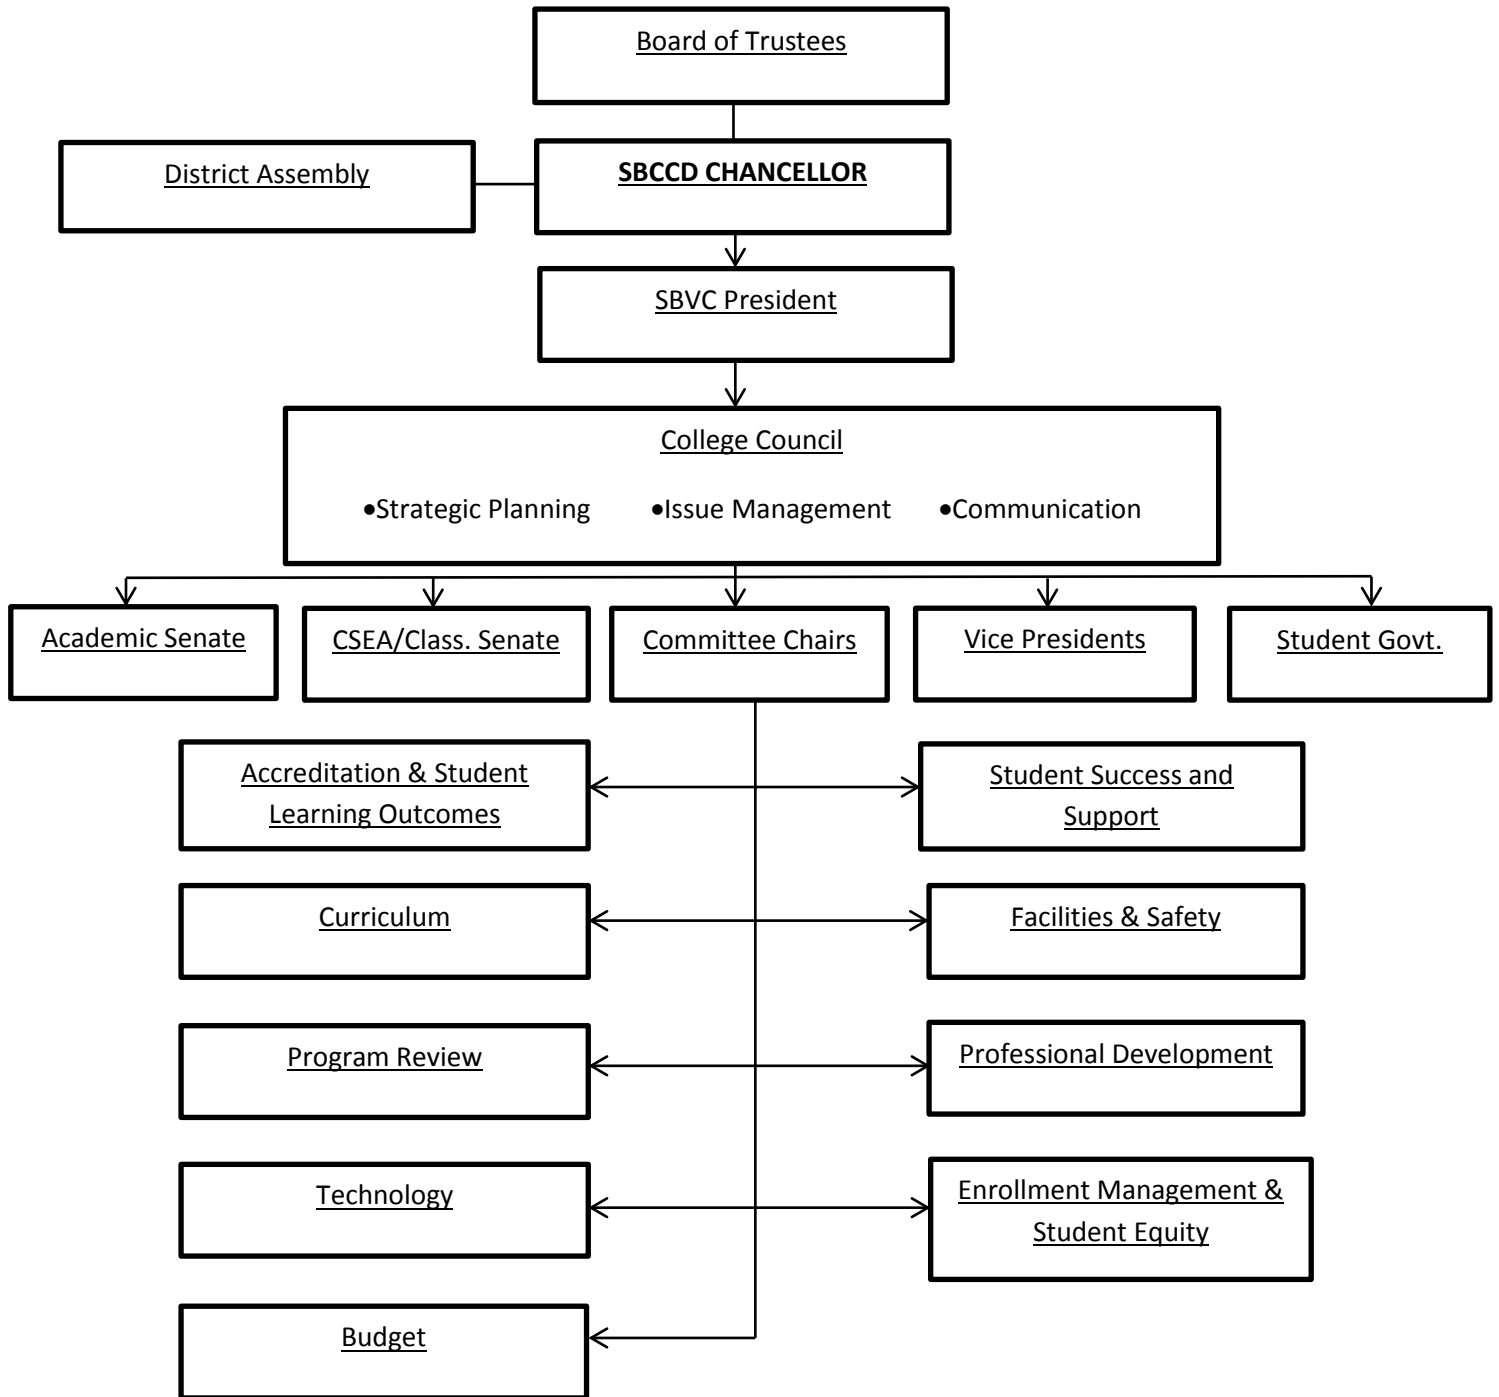 Board of Trustees
District Assembly
SBCCD CHANCELLOR
SBVC President
College Council
•Strategic Planning •Issue Management •Communication
Academic Senate
CSEA/Class. Senate
Committee Chairs
Vice Presidents
Student Govt.
Accreditation & Student
Learning Outcomes
Student Success and
Support
Curriculum
Facilities & Safety
Program Review
Professional Development
Technology
Enrollment Management &
Student Equity
Budget